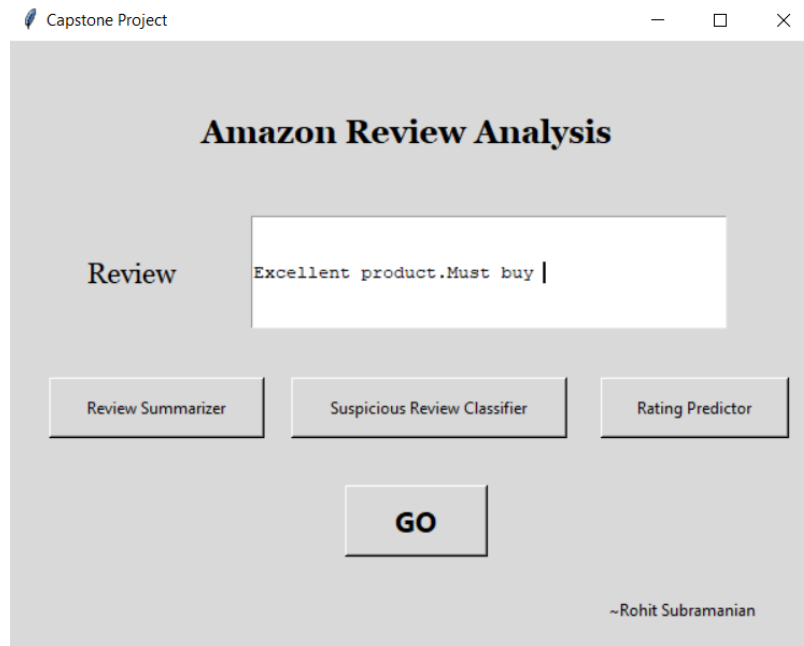 Capstone Project
Amazon Review Analysis
Review
Excellent product.Must buy
Review Summarizer
Suspicious Review Classifier
Rating Predictor
GO
~Rohit Subramanian